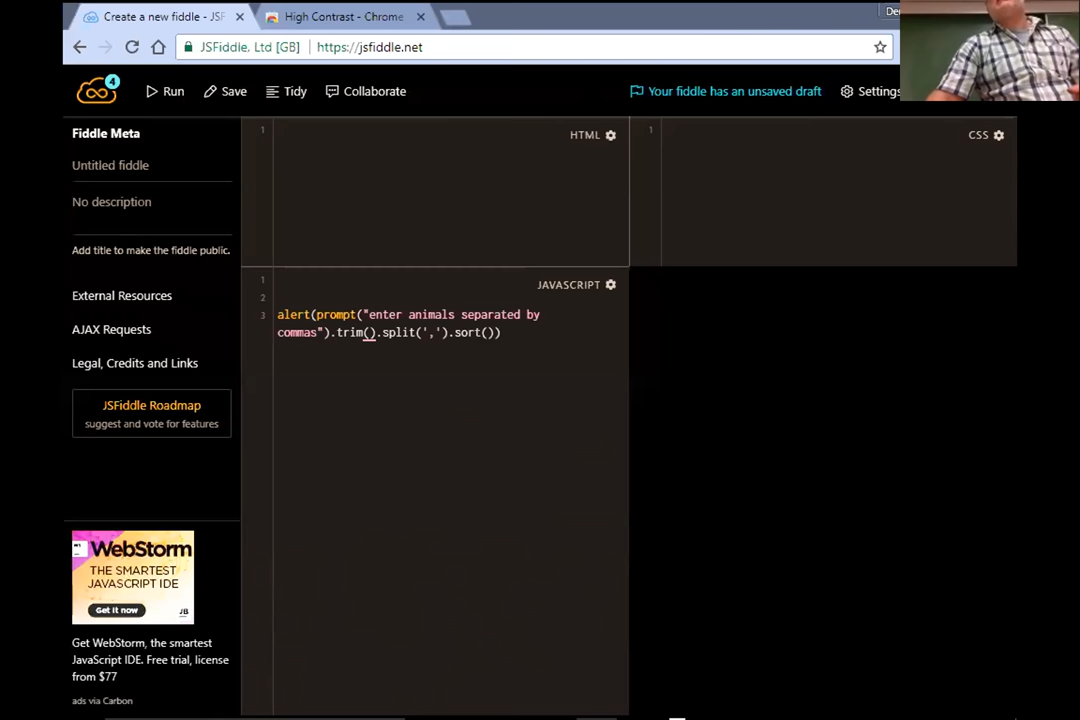 Create a new fiddle - JSF
High Contrast - Chrome
JSFiddle, Ltd [GB]
https://jsfiddle.net
4
Run
Save
Tidy
Collaborate
Your fiddle has an unsaved draft
Settings
Fiddle Meta
Untitled fiddle
No description
Add title to make the fiddle public.
External Resources
AJAX Requests
Legal, Credits and Links
JSFiddle Roadmap
suggest and vote for features
1
HTML
1
CSS
1
JAVASCRIPT
2
3 alert(prompt("enter animals separated by
commas").trim().split(',').sort())
WebStorm
THE SMARTEST
JAVASCRIPT IDE
Get it now
JB
Get WebStorm, the smartest
JavaScript IDE. Free trial, license
from $77
ads via Carbon